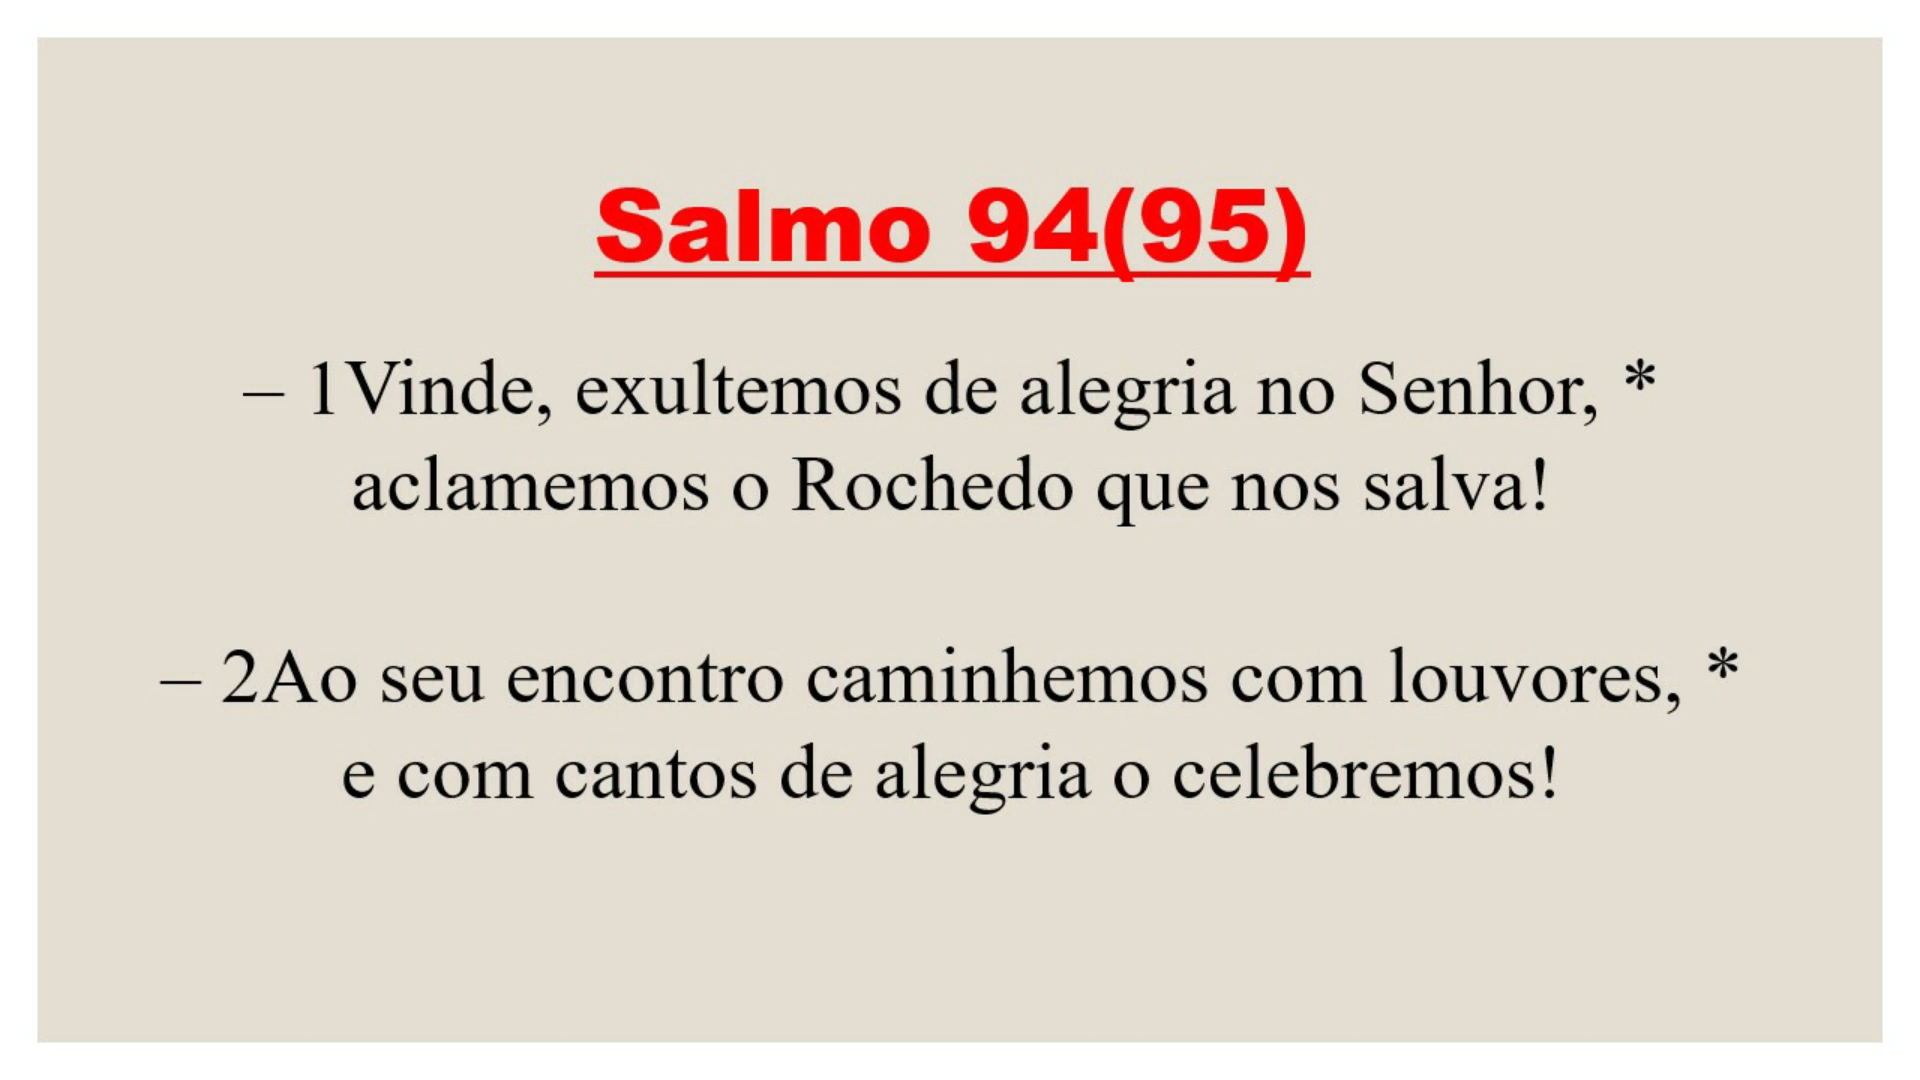 Salmo 94(95)
– 1Vinde, exultemos de alegria no Senhor, *
aclamemos o Rochedo que nos salva!
– 2Ao seu encontro caminhemos com louvores, *
e com cantos de alegria o celebremos!